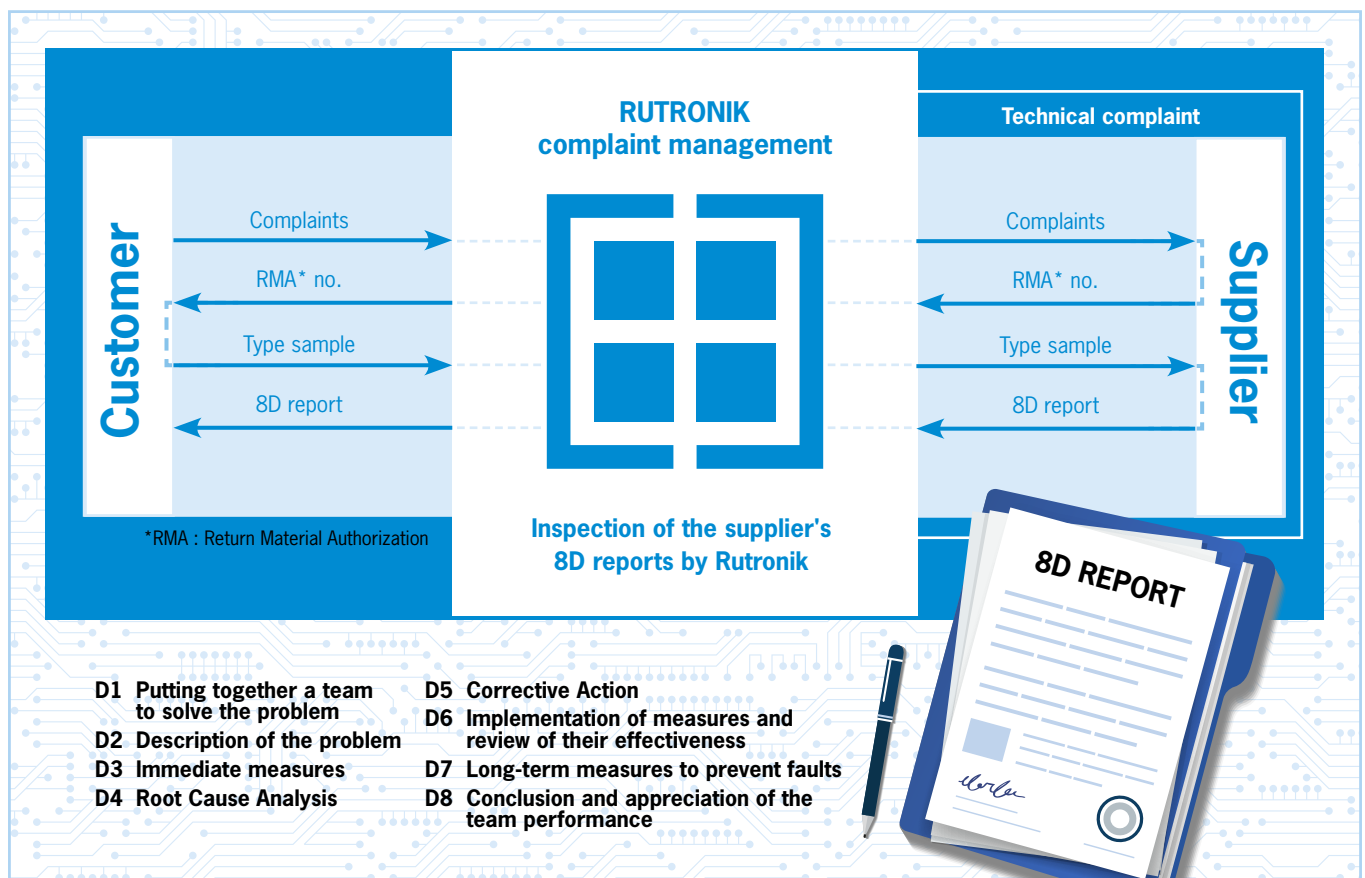 RUTRONIK
complaint management
Technical complaint
Customer
Complaints
RMA* no.
Type sample
8D report
Complaints
RMA* no.
Type sample
8D report
Supplier
*RMA : Return Material Authorization
Inspection of the supplier's
8D reports by Rutronik
8D REPORT
D1 Putting together a team
to solve the problem
D2 Description of the problem
D3 Immediate measures
D4 Root Cause Analysis
D5 Corrective Action
D6 Implementation of measures and
review of their effectiveness
D7 Long-term measures to prevent faults
D8 Conclusion and appreciation of the
team performance